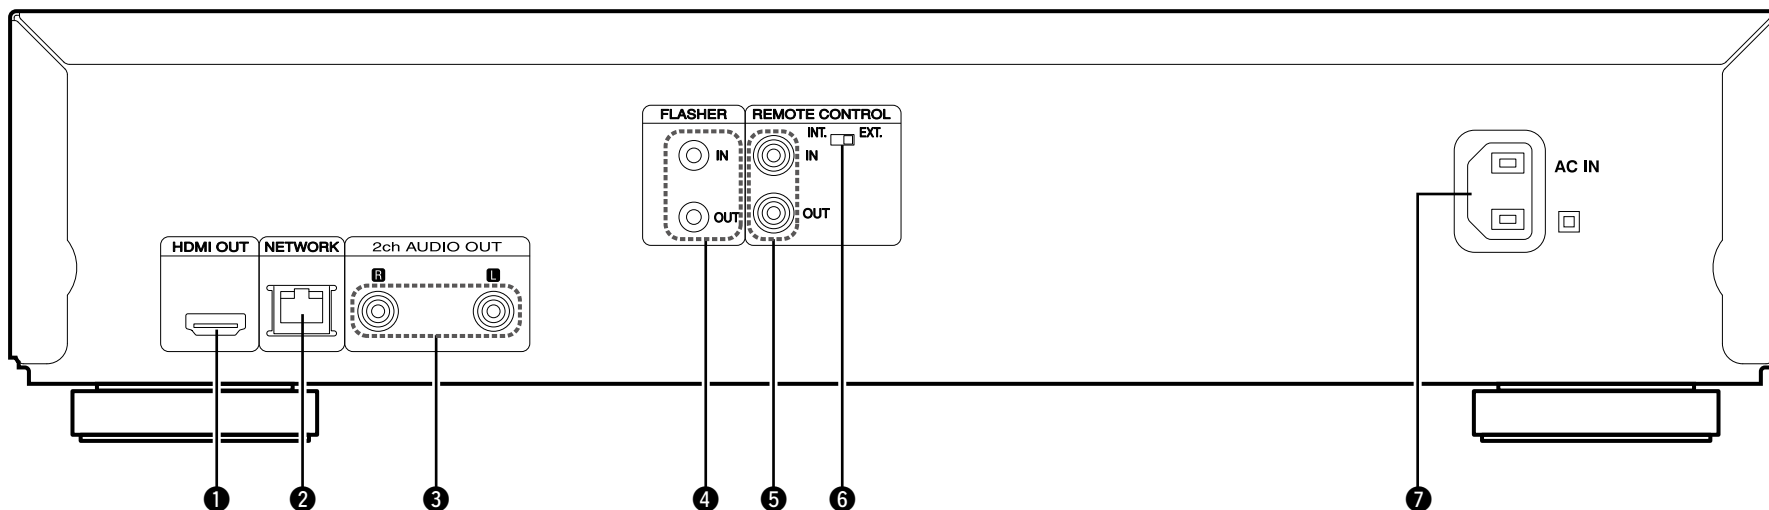 FLASHER
REMOTE CONTROL
INT.
EXT.
IN
IN
OUT
OUT
AC IN
HDMI OUT
NETWORK
2ch AUDIO OUT
R
L
1
2
3
4
5
6
7